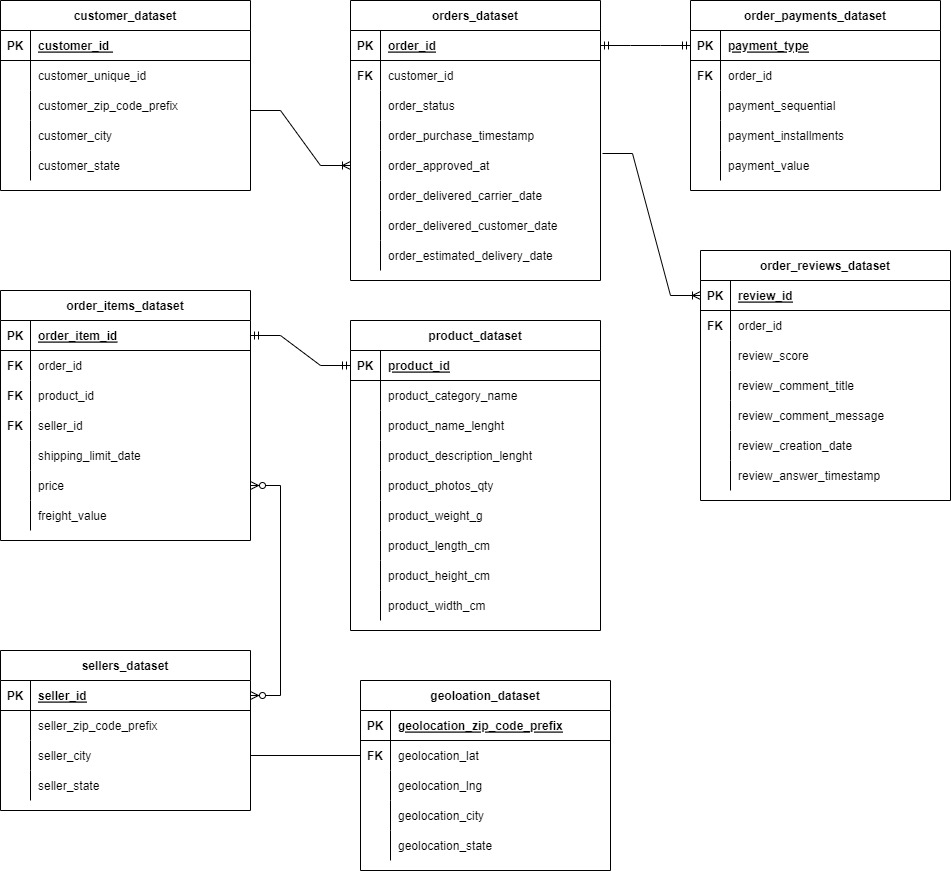 customer_dataset
PK customer_id
customer_unique_id
customer_zip_code_prefix
customer_city
customer_state
orders_dataset
PK order_id
FK customer_id
order_status
order_purchase_timestamp
order_approved_at
order_delivered_carrier_date
order_delivered_customer_date
order_estimated_delivery_date
order_payments_dataset
PK payment_type
FK order_id
payment_sequential
payment_installments
payment_value
order_reviews_dataset
PK review_id
FK order_id
review_score
review_comment_title
review_comment_message
review_creation_date
review_answer_timestamp
order_items_dataset
PK order_item_id
FK order_id
FK product_id
FK seller_id
shipping_limit_date
price
freight_value
product_dataset
PK product_id
product_category_name
product_name_lenght
product_description_lenght
product_photos_qty
product_weight_g
product_length_cm
product_height_cm
product_width_cm
sellers_dataset
PK seller_id
seller_zip_code_prefix
seller_city
seller_state
geoloation_dataset
PK geolocation_zip_code_prefix
FK geolocation_lat
geolocation_lng
geolocation_city
geolocation_state